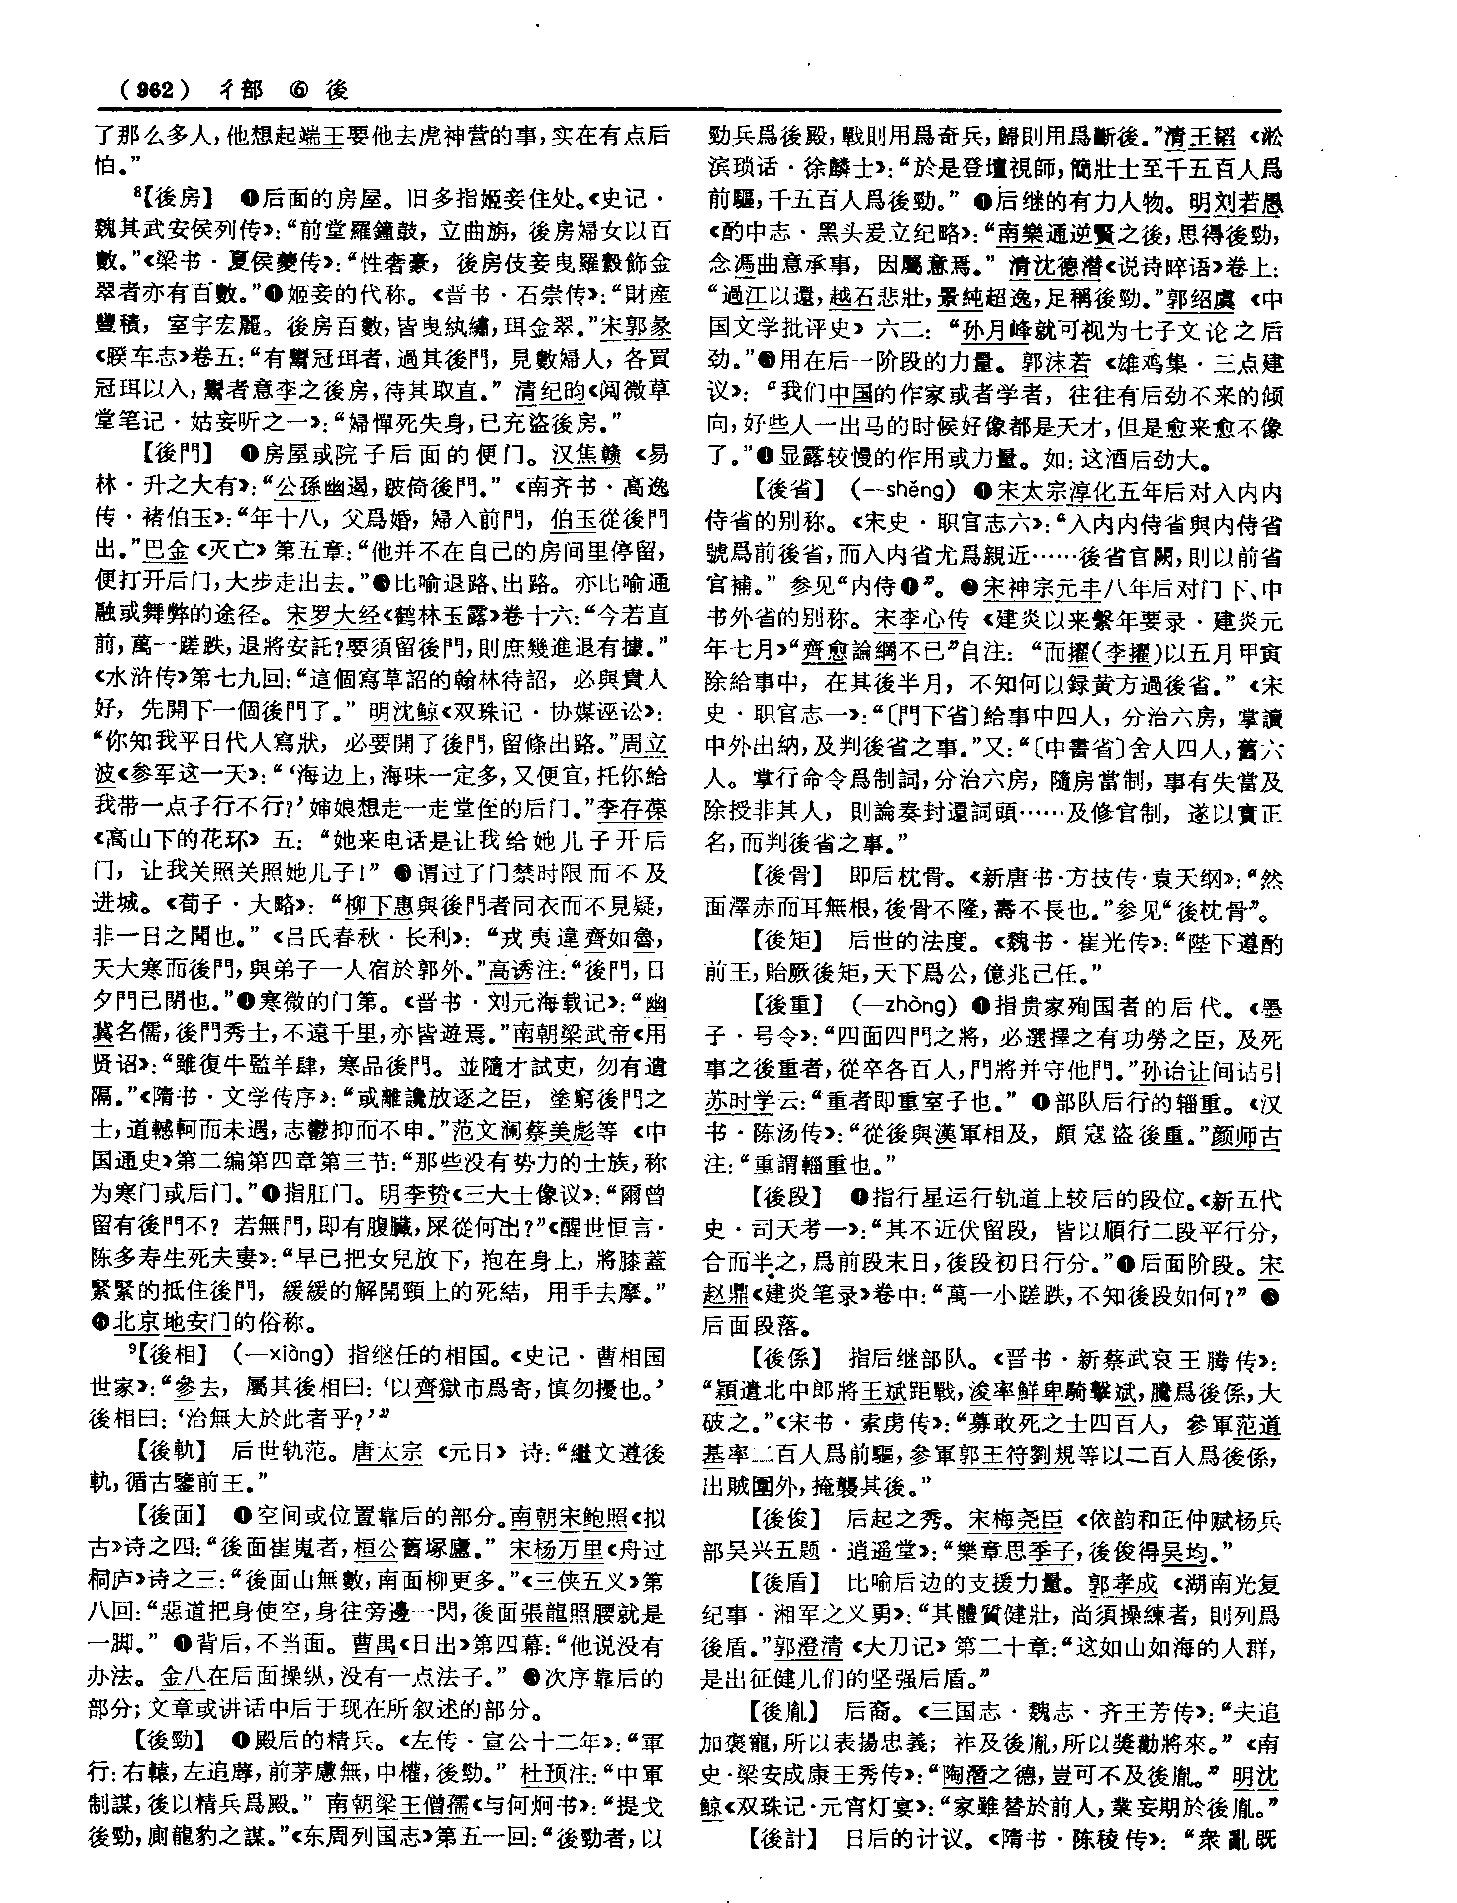 (962) 彳部 ⑥ 後
了那么多人，他想起端王要他去虎神营的事，实在有点后
怕。”
⁸【後房】 ❶后面的房屋。旧多指姬妾住处。《史记·
魏其武安侯列传》：“前堂羅鐘鼓，立曲旃，後房婦女以百
數。”《梁书·夏侯夔传》：“性奢豪，後房伎妾曳羅縠飾金
翠者亦有百數。”❷姬妾的代称。《晋书·石崇传》：“財産
豐積，室宇宏麗。後房百數，皆曳紈繡，珥金翠。”宋郭彖
《睽车志》卷五：“有鬻冠珥者，過其後門，見數婦人，各買
冠珥以入，鬻者意李之後房，待其取直。” 清纪昀《阅微草
堂笔记·姑妄听之一》：“婦憚死失身，已充盜後房。”
【後門】 ❶房屋或院子后面的便门。汉焦赣《易
林·升之大有》：“公孫幽遏，跛倚後門。”《南齐书·高逸
传·褚伯玉》：“年十八，父爲婚，婦入前門，伯玉從後門
出。”巴金《灭亡》第五章：“他并不在自己的房间里停留，
便打开后门，大步走出去。”❷比喻退路、出路。亦比喻通
融或舞弊的途径。宋罗大经《鹤林玉露》卷十六：“今若直
前，萬一蹉跌，退將安託？要須留後門，則庶幾進退有據。”
《水浒传》第七九回：“這個寫草詔的翰林待詔，必與貴人
好，先開下一個後門了。” 明沈鲸《双珠记·协媒诬讼》：
“你知我平日代人寫狀，必要開了後門，留條出路。”周立
波《参军这一天》：“‘海边上，海味一定多，又便宜，托你给
我带一点子行不行？’婶娘想走一走堂侄的后门。”李存葆
《高山下的花环》五：“她来电话是让我给她儿子开后
门，让我关照关照她儿子！” ❸谓过了门禁时限而不及
进城。《荀子·大略》：“柳下惠與後門者同衣而不見疑，
非一日之聞也。”《吕氏春秋·长利》：“戎夷違齊如魯，
天大寒而後門，與弟子一人宿於郭外。”高诱注：“後門，日
夕門已閉也。”❹寒微的门第。《晋书·刘元海载记》：“幽
冀名儒，後門秀士，不遠千里，亦皆遊焉。”南朝梁武帝《用
贤诏》：“雖復牛監羊肆，寒品後門。並隨才試吏，勿有遺
隔。”《隋书·文学传序》：“或離讒放逐之臣，塗窮後門之
士，道轗軻而未遇，志鬱抑而不申。”范文澜蔡美彪等《中
国通史》第二编第四章第三节：“那些没有势力的士族，称
为寒门或后门。”❺指肛门。明李贽《三大士像议》：“爾曾
留有後門不？若無門，即有腹臟，屎從何出？”《醒世恒言·
陈多寿生死夫妻》：“早已把女兒放下，抱在身上，將膝蓋
緊緊的抵住後門，緩緩的解開頸上的死結，用手去摩。”
❻北京地安门的俗称。
⁹【後相】 （—xiàng）指继任的相国。《史记·曹相国
世家》：“參去，屬其後相曰：‘以齊獄市爲寄，慎勿擾也。’
後相曰：‘治無大於此者乎？’”
【後軌】 后世轨范。唐太宗《元日》诗：“繼文遵後
軌，循古鑒前王。”
【後面】 ❶空间或位置靠后的部分。南朝宋鲍照《拟
古》诗之四：“後面崔嵬者，桓公舊塚廬。” 宋杨万里《舟过
桐庐》诗之三：“後面山無數，南面柳更多。”《三侠五义》第
八回：“惡道把身使空，身往旁邊一閃，後面張龍照腰就是
一脚。” ❷背后，不当面。曹禺《日出》第四幕：“他说没有
办法。金八在后面操纵，没有一点法子。” ❸次序靠后的
部分；文章或讲话中后于现在所叙述的部分。
【後勁】 ❶殿后的精兵。《左传·宣公十二年》：“軍
行：右轅，左追蓐，前茅慮無，中權，後勁。” 杜预注：“中軍
制謀，後以精兵爲殿。” 南朝梁王僧孺《与何炯书》：“提戈
後勁，廁龍豹之謀。”《东周列国志》第五一回：“後勁者，以
勁兵爲後殿，戰則用爲奇兵，歸則用爲斷後。”清王韬《淞
滨琐话·徐麟士》：“於是登壇視師，簡壯士至千五百人爲
前驅，千五百人爲後勁。” ❷后继的有力人物。明刘若愚
《酌中志·黑头爰立纪略》：“南樂通逆賢之後，思得後勁，
念馮曲意承事，因屬意焉。” 清沈德潜《说诗晬语》卷上：
“過江以還，越石悲壯，景純超逸，足稱後勁。”郭绍虞《中
国文学批评史》六二：“孙月峰就可视为七子文论之后
劲。”❸用在后一阶段的力量。郭沫若《雄鸡集·三点建
议》：“我们中国的作家或者学者，往往有后劲不来的倾
向，好些人一出马的时候好像都是天才，但是愈来愈不像
了。”❹显露较慢的作用或力量。如：这酒后劲大。
【後省】 （—shěng）❶宋太宗淳化五年后对入内内
侍省的别称。《宋史·职官志六》：“入内内侍省與内侍省
號爲前後省，而入内省尤爲親近……後省官闕，則以前省
官補。” 参见“内侍❶”。❷宋神宗元丰八年后对门下、中
书外省的别称。宋李心传《建炎以来繫年要录·建炎元
年七月》“齊愈論綱不已”自注：“而擢（李擢）以五月甲寅
除給事中，在其後半月，不知何以録黄方過後省。”《宋
史·职官志一》：“〔門下省〕給事中四人，分治六房，掌讀
中外出納，及判後省之事。”又：“〔中書省〕舍人四人，舊六
人。掌行命令爲制詞，分治六房，隨房當制，事有失當及
除授非其人，則論奏封還詞頭……及修官制，遂以實正
名，而判後省之事。”
【後骨】 即后枕骨。《新唐书·方技传·袁天纲》：“然
面澤赤而耳無根，後骨不隆，壽不長也。”参见“後枕骨”。
【後矩】 后世的法度。《魏书·崔光传》：“陛下遵酌
前王，貽厥後矩，天下爲公，億兆己任。”
【後重】 （—zhòng）❶指贵家殉国者的后代。《墨
子·号令》：“四面四門之將，必選擇之有功勞之臣，及死
事之後重者，從卒各百人，門將并守他門。”孙诒让间诂引
苏时学云：“重者即重室子也。” ❷部队后行的辎重。《汉
书·陈汤传》：“從後與漢軍相及，頗寇盜後重。”颜师古
注：“重謂輜重也。”
【後段】 ❶指行星运行轨道上较后的段位。《新五代
史·司天考一》：“其不近伏留段，皆以順行二段平行分，
合而半之，爲前段末日，後段初日行分。”❷后面阶段。宋
赵鼎《建炎笔录》卷中：“萬一小蹉跌，不知後段如何？” ❸
后面段落。
【後係】 指后继部队。《晋书·新蔡武哀王腾传》：
“穎遣北中郎將王斌距戰，浚率鮮卑騎擊斌，騰爲後係，大
破之。”《宋书·索虏传》：“募敢死之士四百人，參軍范道
基率二百人爲前驅，參軍郭王符劉規等以二百人爲後係，
出賊圍外，掩襲其後。”
【後俊】 后起之秀。宋梅尧臣《依韵和正仲赋杨兵
部吴兴五题·逍遥堂》：“樂章思季子，後俊得吴均。”
【後盾】 比喻后边的支援力量。郭孝成《湖南光复
纪事·湘军之义勇》：“其體質健壯，尚須操練者，則列爲
後盾。”郭澄清《大刀记》第二十章：“这如山如海的人群，
是出征健儿们的坚强后盾。”
【後胤】 后裔。《三国志·魏志·齐王芳传》：“夫追
加褒寵，所以表揚忠義；祚及後胤，所以獎勸將來。”《南
史·梁安成康王秀传》：“陶潛之德，豈可不及後胤。” 明沈
鲸《双珠记·元宵灯宴》：“家雖替於前人，業妄期於後胤。”
【後計】 日后的计议。《隋书·陈稜传》：“衆亂既